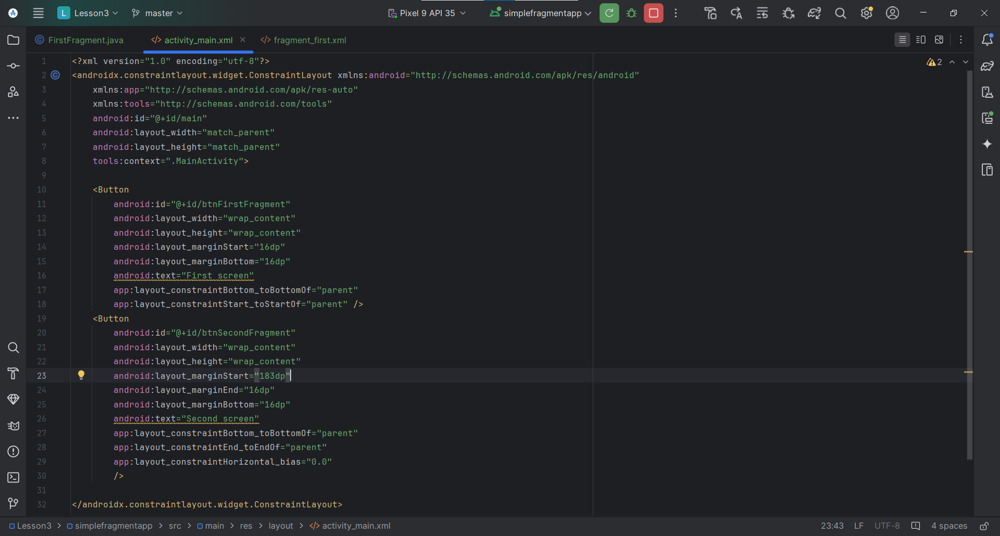 L Lesson3 master Pixel 9 API 35 simplefragmentapp
FirstFragment.java activity_main.xml fragment_first.xml
2
1 <?xml version="1.0" encoding="utf-8"?>
2 <androidx.constraintlayout.widget.ConstraintLayout xmlns:android="http://schemas.android.com/apk/res/android"
3 xmlns:app="http://schemas.android.com/apk/res-auto"
4 xmlns:tools="http://schemas.android.com/tools"
5 android:id="@+id/main"
6 android:layout_width="match_parent"
7 android:layout_height="match_parent"
8 tools:context=".MainActivity">
9
10 <Button
11 android:id="@+id/btnFirstFragment"
12 android:layout_width="wrap_content"
13 android:layout_height="wrap_content"
14 android:layout_marginStart="16dp"
15 android:layout_marginBottom="16dp"
16 android:text="First screen"
17 app:layout_constraintBottom_toBottomOf="parent"
18 app:layout_constraintStart_toStartOf="parent" />
19 <Button
20 android:id="@+id/btnSecondFragment"
21 android:layout_width="wrap_content"
22 android:layout_height="wrap_content"
23 android:layout_marginStart="183dp"
24 android:layout_marginEnd="16dp"
25 android:layout_marginBottom="16dp"
26 android:text="Second screen"
27 app:layout_constraintBottom_toBottomOf="parent"
28 app:layout_constraintEnd_toEndOf="parent"
29 app:layout_constraintHorizontal_bias="0.0"
30 />
31
32 </androidx.constraintlayout.widget.ConstraintLayout>
Lesson3 > simplefragmentapp > src > main > res > layout > activity_main.xml 23:43 LF UTF-8 4 spaces